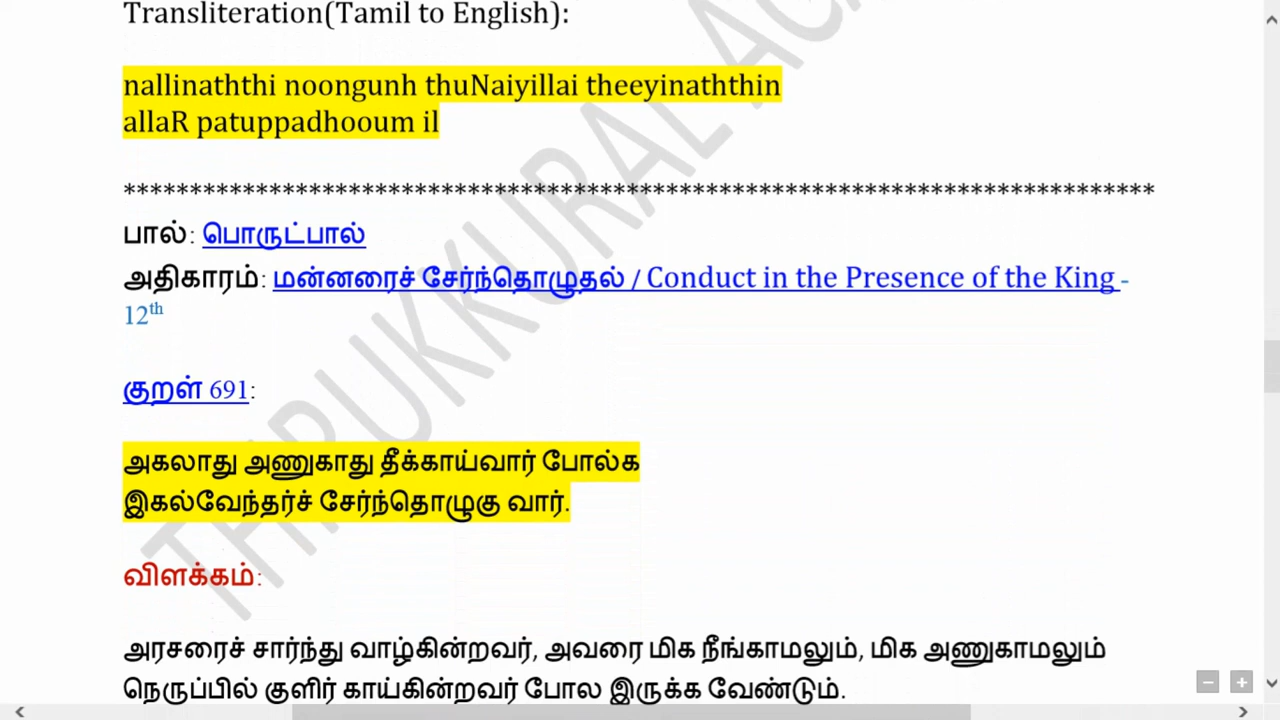 Transliteration(Tamil to English):
nallinaththi noongunh thuNaiyillai theeyinaththin
allaR patuppadhooum il
*******************************************************************************
பால்: பொருட்பால்
அதிகாரம்: மன்னரைச் சேர்ந்தொழுதல் / Conduct in the Presence of the King -
12th
குறள் 691:
அகலாது அணுகாது தீக்காய்வார் போல்க
இகல்வேந்தர்ச் சேர்ந்தொழுகு வார்.
விளக்கம்:
அரசரைச் சார்ந்து வாழ்கின்றவர், அவரை மிக நீங்காமலும், மிக அணுகாமலும்
நெருப்பில் குளிர் காய்கின்றவர் போல இருக்க வேண்டும்.
THIRUKKURAL